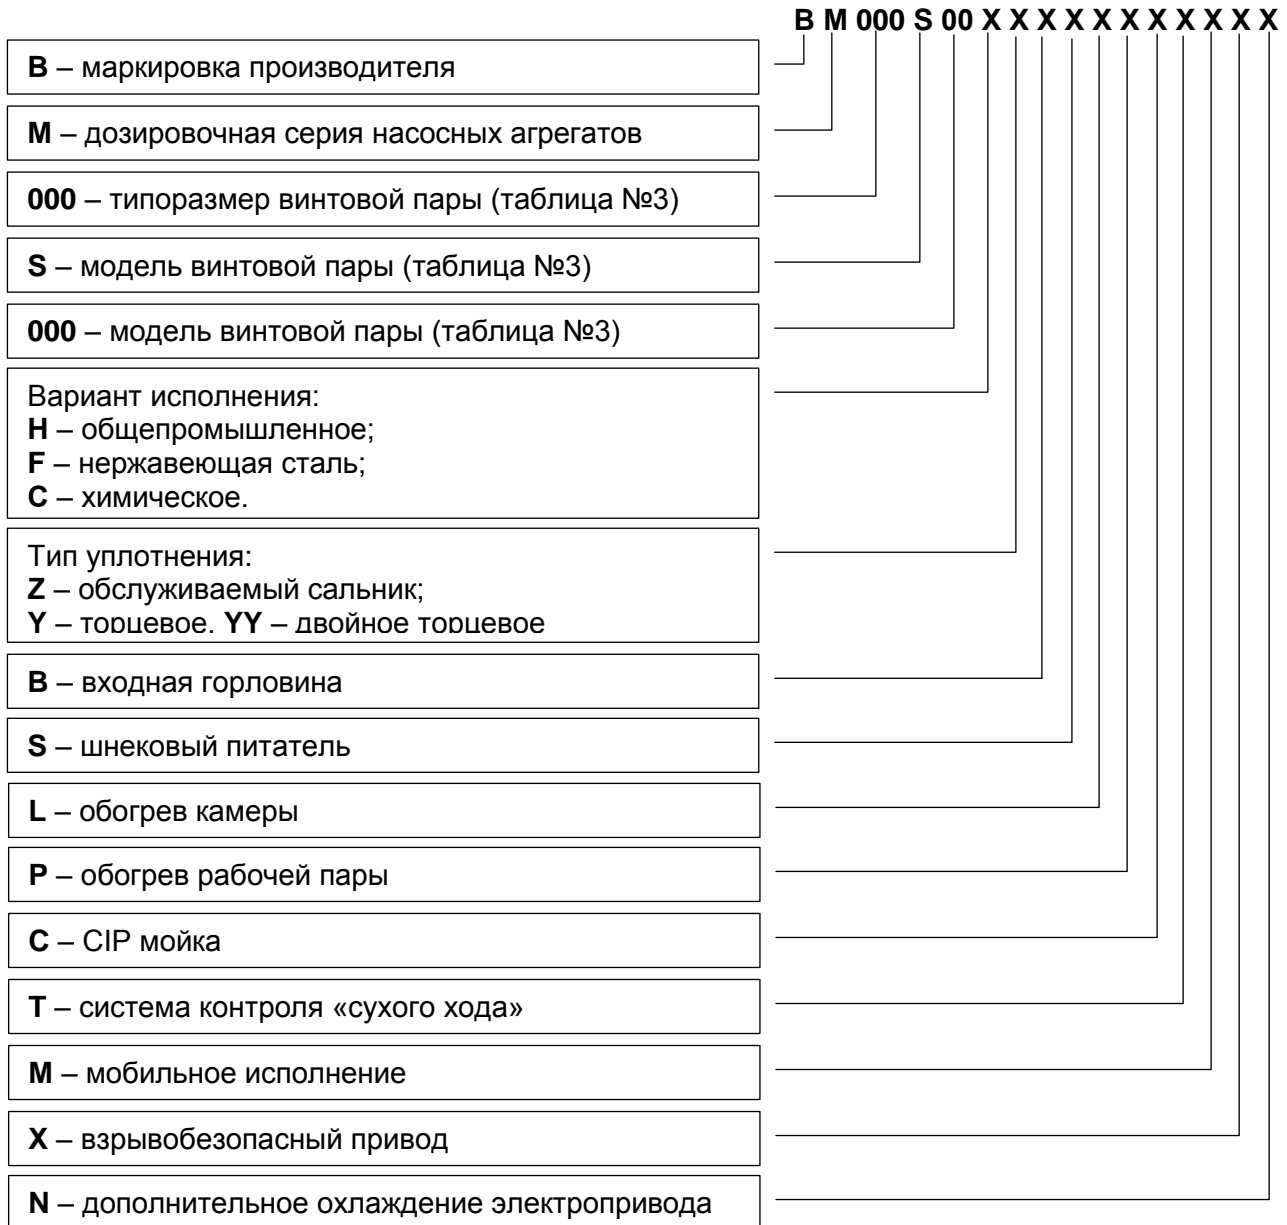 B M 000 S 00 X X X X X X X X X X X
B – маркировка производителя
M – дозировочная серия насосных агрегатов
000 – типоразмер винтовой пары (таблица №3)
S – модель винтовой пары (таблица №3)
000 – модель винтовой пары (таблица №3)
Вариант исполнения:
H – общепромышленное;
F – нержавеющая сталь;
C – химическое.
Тип уплотнения:
Z – обслуживаемый сальник;
Y – торцевое. YY – двойное торцевое
B – входная горловина
S – шнековый питатель
L – обогрев камеры
P – обогрев рабочей пары
C – CIP мойка
T – система контроля «сухого хода»
M – мобильное исполнение
X – взрывобезопасный привод
N – дополнительное охлаждение электропривода